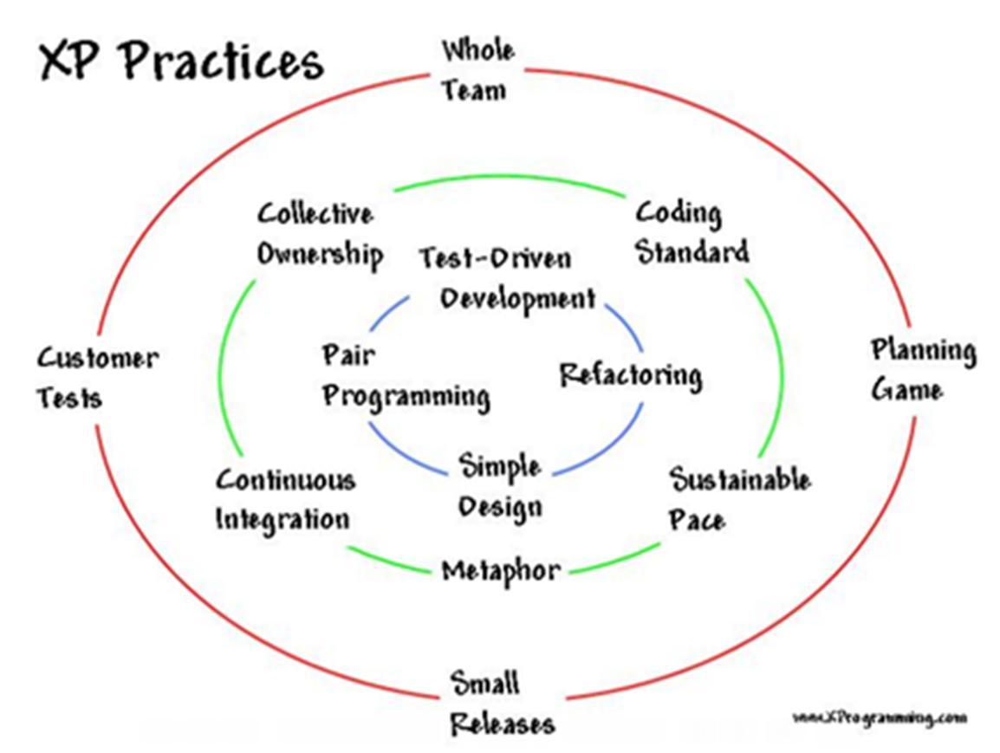 XP Practices
Whole
Team
Collective
Ownership
Coding
Standard
Test-Driven
Development
Customer
Tests
Pair
Programming
Refactoring
Planning
Game
Continuous
Integration
Simple
Design
Sustainable
Pace
Metaphor
Small
Releases
www.XProgramming.com